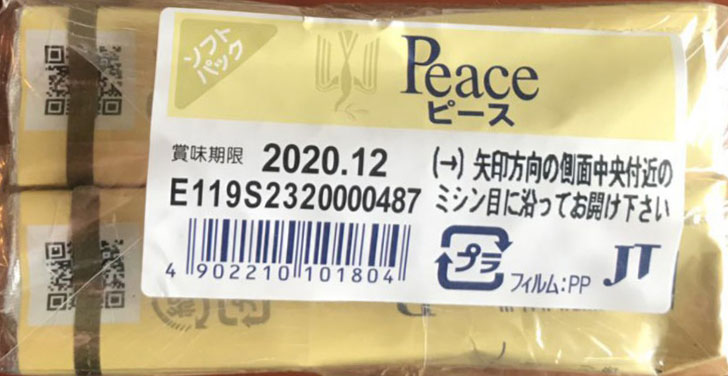 ソフト
パック
Peace
ピース
賞味期限 2020.12
E119S2320000487
(→) 矢印方向の側面中央付近の
ミシン目に沿ってお開け下さい
4 902210 101804
プラ
フィルム:PP
JT